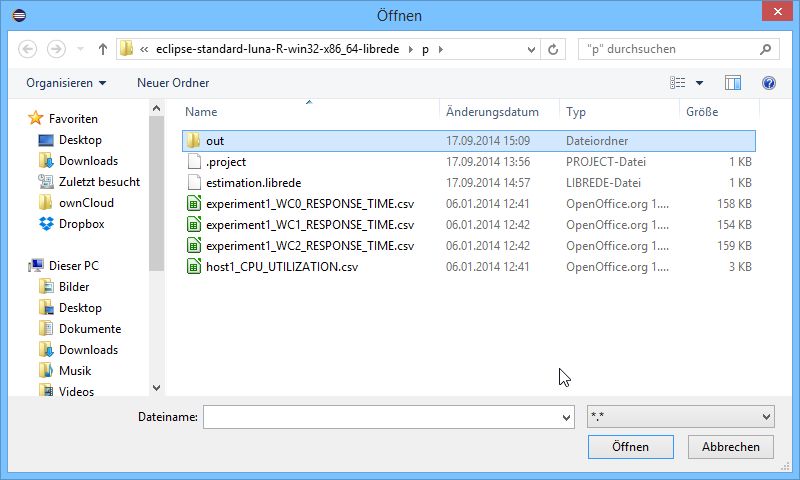 Öffnen
« eclipse-standard-luna-R-win32-x86_64-librede ▸ p ▸
"p" durchsuchen
Organisieren Neuer Ordner
Name Änderungsdatum Typ Größe
Favoriten
Desktop
Downloads
Zuletzt besucht
ownCloud
Dropbox
Dieser PC
Bilder
Desktop
Dokumente
Downloads
Musik
Videos
out 17.09.2014 15:09 Dateiordner
.project 17.09.2014 13:56 PROJECT-Datei 1 KB
estimation.librede 17.09.2014 14:57 LIBREDE-Datei 1 KB
experiment1_WC0_RESPONSE_TIME.csv 06.01.2014 12:41 OpenOffice.org 1.... 158 KB
experiment1_WC1_RESPONSE_TIME.csv 06.01.2014 12:42 OpenOffice.org 1.... 154 KB
experiment1_WC2_RESPONSE_TIME.csv 06.01.2014 12:42 OpenOffice.org 1.... 159 KB
host1_CPU_UTILIZATION.csv 06.01.2014 12:41 OpenOffice.org 1.... 3 KB
Dateiname: *.*
Öffnen Abbrechen